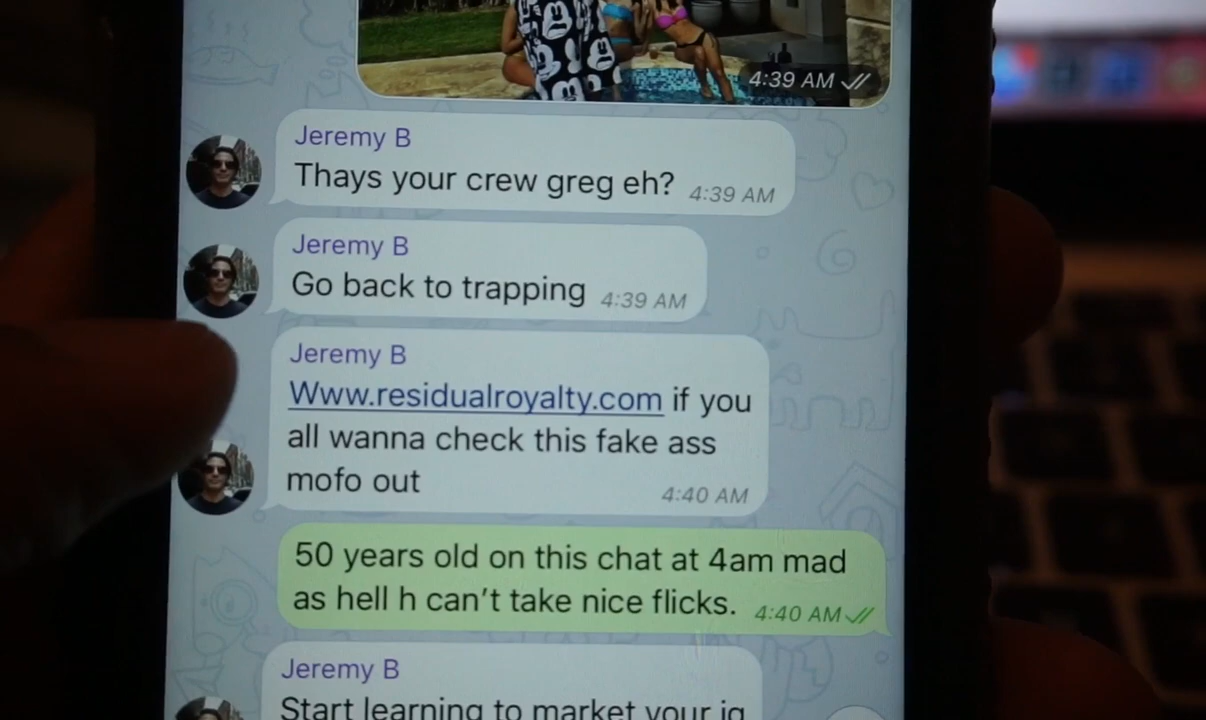 4:39 AM
Jeremy B
Thays your crew greg eh? 4:39 AM
Jeremy B
Go back to trapping 4:39 AM
Jeremy B
Www.residualroyalty.com if you
all wanna check this fake ass
mofo out 4:40 AM
50 years old on this chat at 4am mad
as hell h can't take nice flicks. 4:40 AM
Jeremy B
Start learning to market your ig